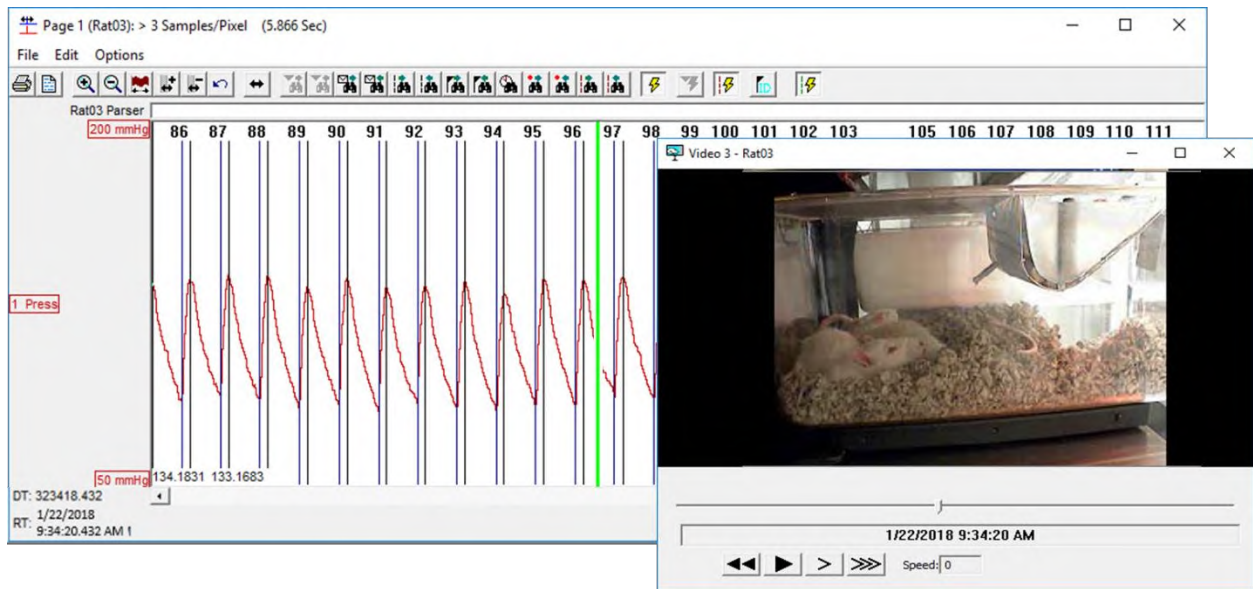 Page 1 (Rat03): > 3 Samples/Pixel (5.866 Sec)
File Edit Options
ID
Rat03 Parser
200 mmHg
86 87 88 89 90 91 92 93 94 95 96 97 98 99 100 101 102 103 105 106 107 108 109 110 111
1 Press
50 mmHg
134.1831 133.1683
DT: 323418.432
RT: 1/22/2018
9:34:20.432 AM
Video 3 - Rat03
1/22/2018 9:34:20 AM
Speed: 0